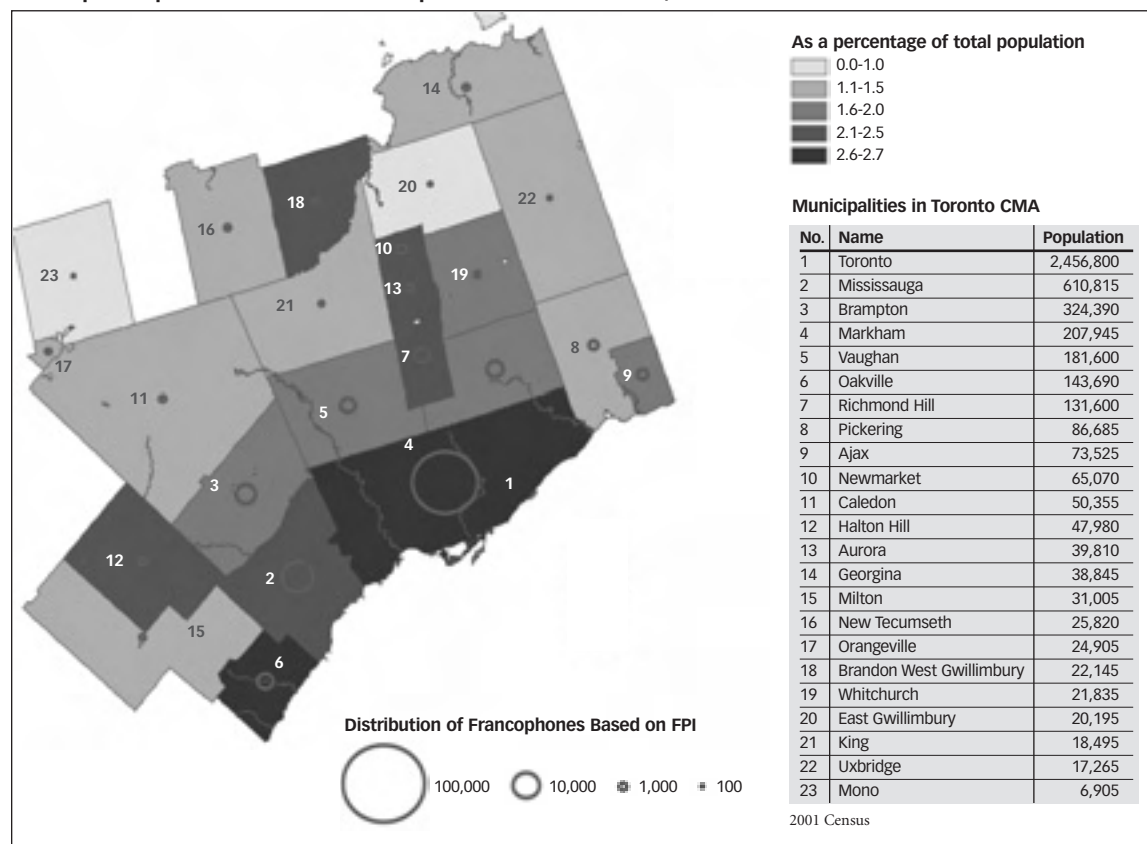 As a percentage of total population
0.0-1.0
1.1-1.5
1.6-2.0
2.1-2.5
2.6-2.7
14
20
22
18
16
10
23
19
13
21
17
7
8
9
11
5
4
3
1
12
2
15
6
Distribution of Francophones Based on FPI
100,000 10,000 1,000 100
Municipalities in Toronto CMA
No. Name Population
1 Toronto 2,456,800
2 Mississauga 610,815
3 Brampton 324,390
4 Markham 207,945
5 Vaughan 181,600
6 Oakville 143,690
7 Richmond Hill 131,600
8 Pickering 86,685
9 Ajax 73,525
10 Newmarket 65,070
11 Caledon 50,355
12 Halton Hill 47,980
13 Aurora 39,810
14 Georgina 38,845
15 Milton 31,005
16 New Tecumseth 25,820
17 Orangeville 24,905
18 Brandon West Gwillimbury 22,145
19 Whitchurch 21,835
20 East Gwillimbury 20,195
21 King 18,495
22 Uxbridge 17,265
23 Mono 6,905
2001 Census